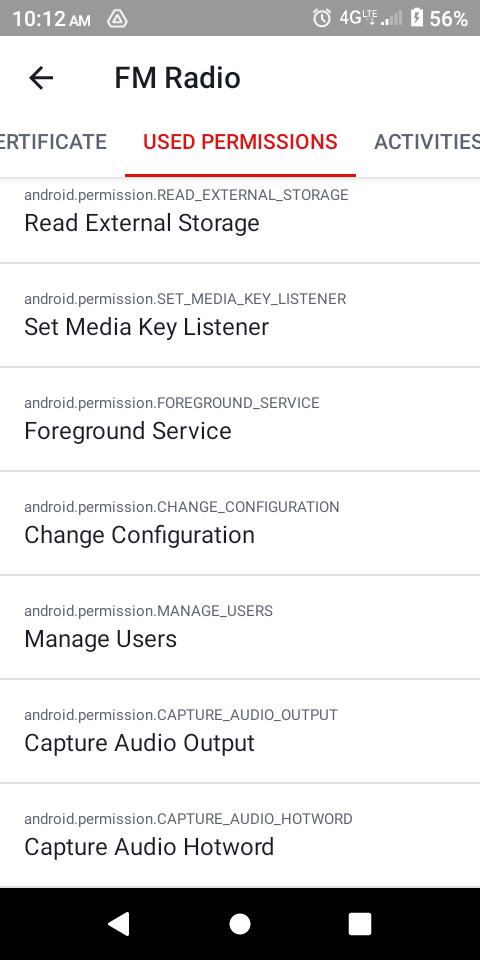 10:12 AM 4G LTE 56%
FM Radio
ERTIFICATE USED PERMISSIONS ACTIVITIES
android.permission.READ_EXTERNAL_STORAGE
Read External Storage
android.permission.SET_MEDIA_KEY_LISTENER
Set Media Key Listener
android.permission.FOREGROUND_SERVICE
Foreground Service
android.permission.CHANGE_CONFIGURATION
Change Configuration
android.permission.MANAGE_USERS
Manage Users
android.permission.CAPTURE_AUDIO_OUTPUT
Capture Audio Output
android.permission.CAPTURE_AUDIO_HOTWORD
Capture Audio Hotword